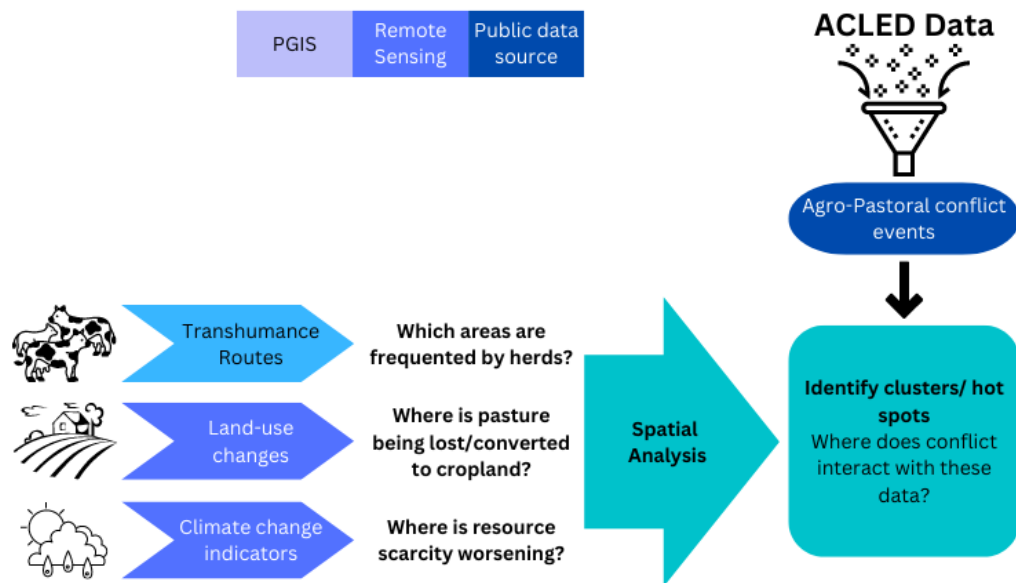 PGIS
Remote
Sensing
Public data
source
ACLED Data
Agro-Pastoral conflict
events
Transhumance
Routes
Which areas are
frequented by herds?
Land-use
changes
Where is pasture
being lost/converted
to cropland?
Climate change
indicators
Where is resource
scarcity worsening?
Spatial
Analysis
Identify clusters/ hot
spots
Where does conflict
interact with these
data?